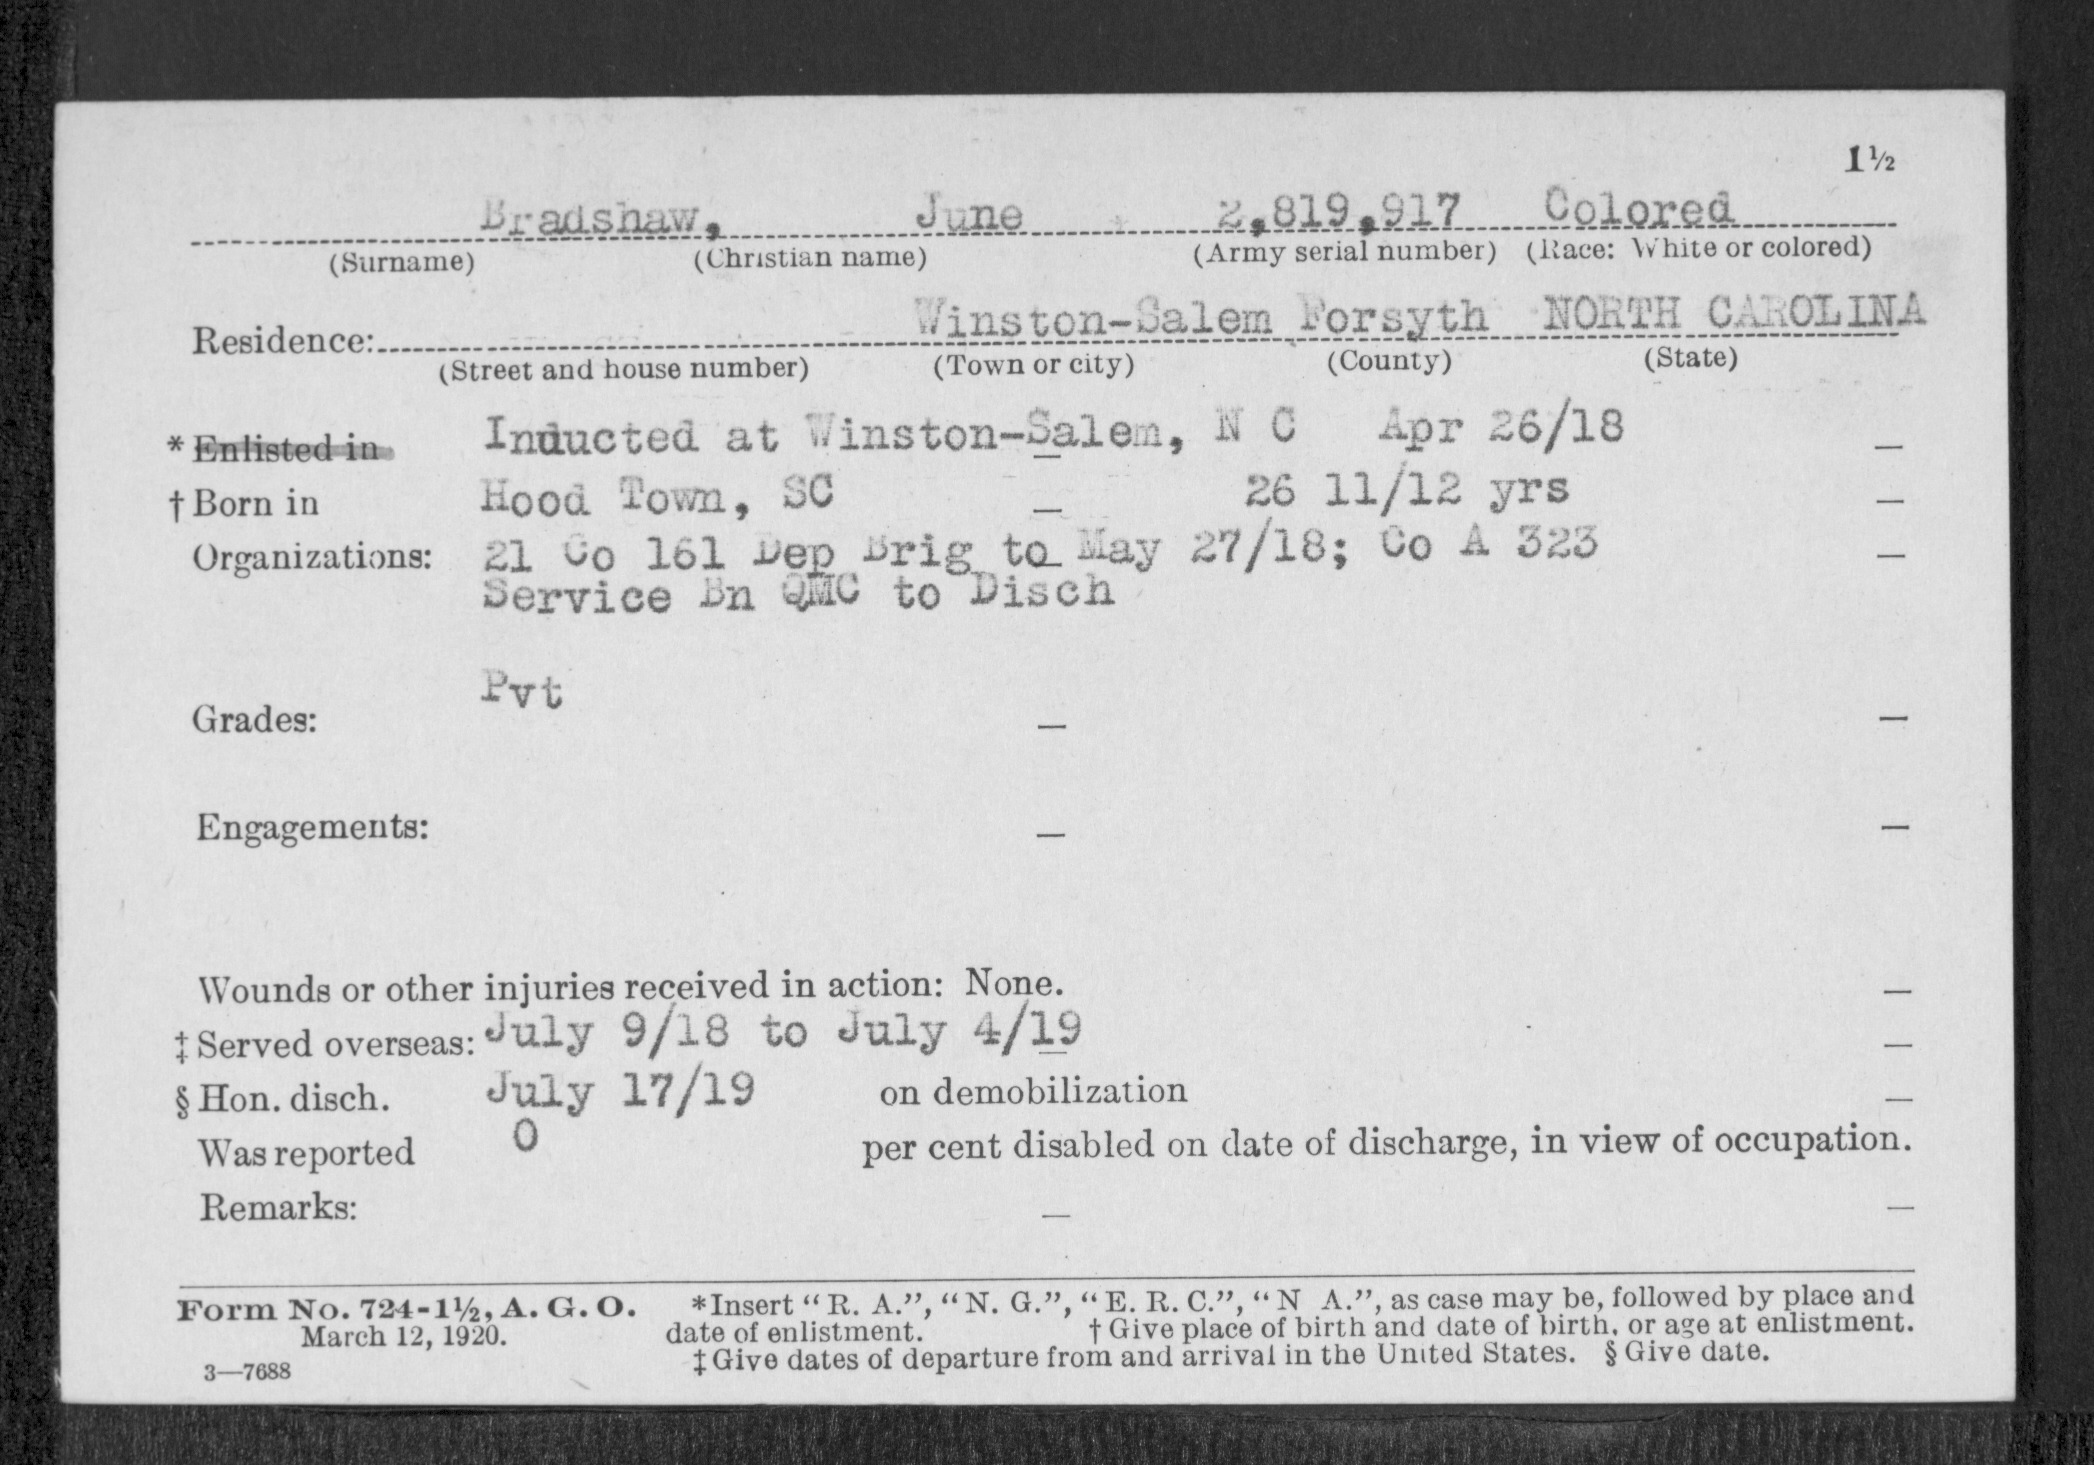 1½
Bradshaw, June 2,819,917 Colored
(Surname) (Christian name) (Army serial number) (Race: White or colored)
Residence: Winston-Salem Forsyth NORTH CAROLINA
(Street and house number) (Town or city) (County) (State)
* Enlisted in Inducted at Winston-Salem, N C Apr 26/18 —
† Born in Hood Town, SC — 26 11/12 yrs —
Organizations: 21 Co 161 Dep Brig to May 27/18; Co A 323 —
Service Bn QMC to Disch
Pvt
Grades: — —
Engagements: — —
Wounds or other injuries received in action: None. —
‡ Served overseas: July 9/18 to July 4/19 —
§ Hon. disch. July 17/19 on demobilization —
Was reported 0 per cent disabled on date of discharge, in view of occupation.
Remarks: — —
Form No. 724-1½, A. G. O. *Insert “R. A.”, “N. G.”, “E. R. C.”, “N A.”, as case may be, followed by place and
March 12, 1920. date of enlistment. † Give place of birth and date of birth, or age at enlistment.
3—7688 ‡ Give dates of departure from and arrival in the United States. § Give date.